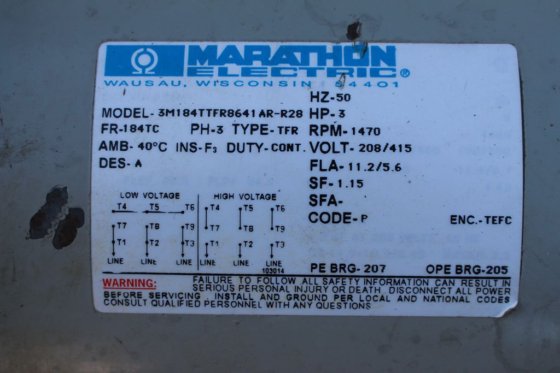 MARATHON
ELECTRIC®
WAUSAU, WISCONSIN 54401
HZ-50
MODEL- 3M184TTFR8641AR-R28 HP-3
FR-184TC PH-3 TYPE-TFR RPM-1470
AMB-40°C INS-F3 DUTY-CONT. VOLT- 208/415
DES-A FLA-11.2/5.6
SF-1.15
SFA-
CODE-P ENC.-TEFC
LOW VOLTAGE HIGH VOLTAGE
T4 T5 T6 T4 T5 T6
T7 T8 T9 T7 T8 T9
T1 T2 T3 T1 T2 T3
LINE LINE LINE LINE
103014
PE BRG- 207 OPE BRG-205
WARNING: FAILURE TO FOLLOW ALL SAFETY INFORMATION CAN RESULT IN
SERIOUS PERSONAL INJURY OR DEATH. DISCONNECT ALL POWER
BEFORE SERVICING. INSTALL AND GROUND PER LOCAL AND NATIONAL CODES
CONSULT QUALIFIED PERSONNEL WITH ANY QUESTIONS.